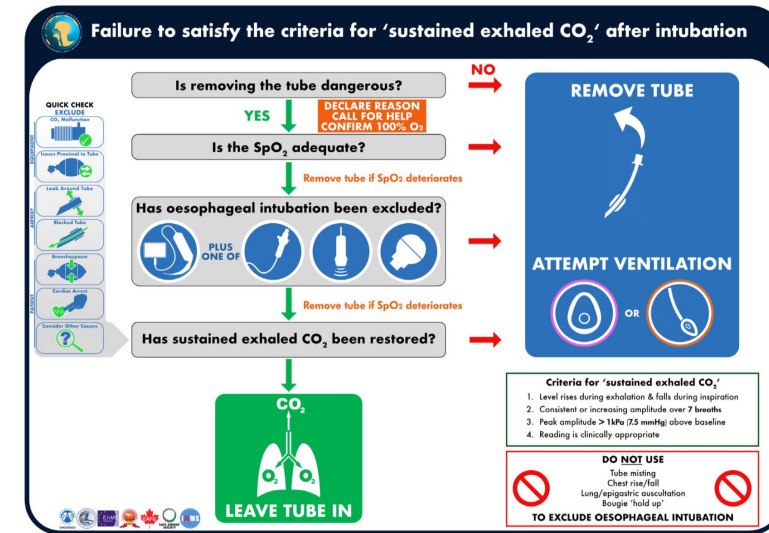 Failure to satisfy the criteria for ‘sustained exhaled CO₂‘ after intubation
Is removing the tube dangerous?
NO
YES
DECLARE REASON
CALL FOR HELP
CONFIRM 100% O₂
Is the SpO₂ adequate?
Remove tube if SpO₂ deteriorates
Has oesophageal intubation been excluded?
PLUS
ONE OF
Remove tube if SpO₂ deteriorates
Has sustained exhaled CO₂ been restored?
CO₂
O₂
O₂
LEAVE TUBE IN
QUICK CHECK
EXCLUDE
EQUIPMENT
CO₂ Malfunction
Issues Proximal to Tube
AIRWAY
Leak Around Tube
Blocked Tube
PATIENT
Bronchospasm
Cardiac Arrest
Consider Other Causes
?
REMOVE TUBE
ATTEMPT VENTILATION
OR
Criteria for ‘sustained exhaled CO₂’
1. Level rises during exhalation & falls during inspiration
2. Consistent or increasing amplitude over 7 breaths
3. Peak amplitude > 1kPa (7.5 mmHg) above baseline
4. Reading is clinically appropriate
DO NOT USE
Tube misting
Chest rise/fall
Lung/epigastric auscultation
Bougie ‘hold up’
TO EXCLUDE OESOPHAGEAL INTUBATION
SAFE AIRWAY
SOCIETY